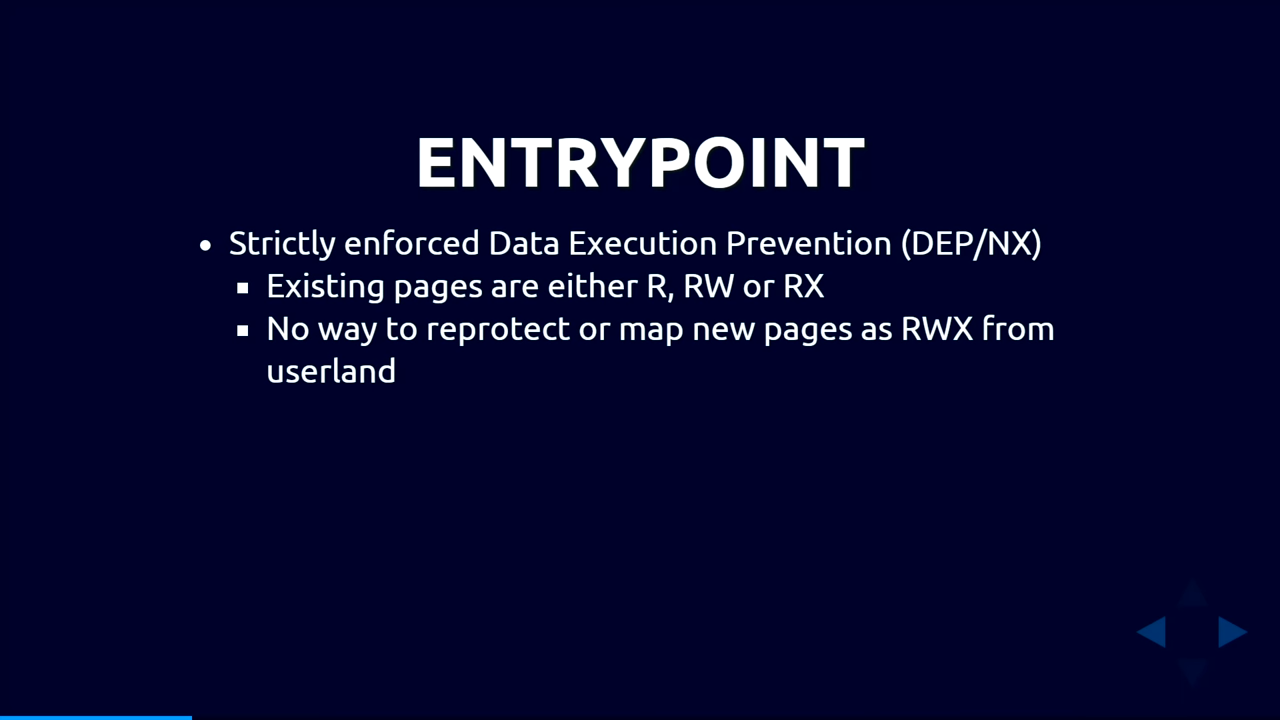 ENTRYPOINT
Strictly enforced Data Execution Prevention (DEP/NX)
Existing pages are either R, RW or RX
No way to reprotect or map new pages as RWX from
userland